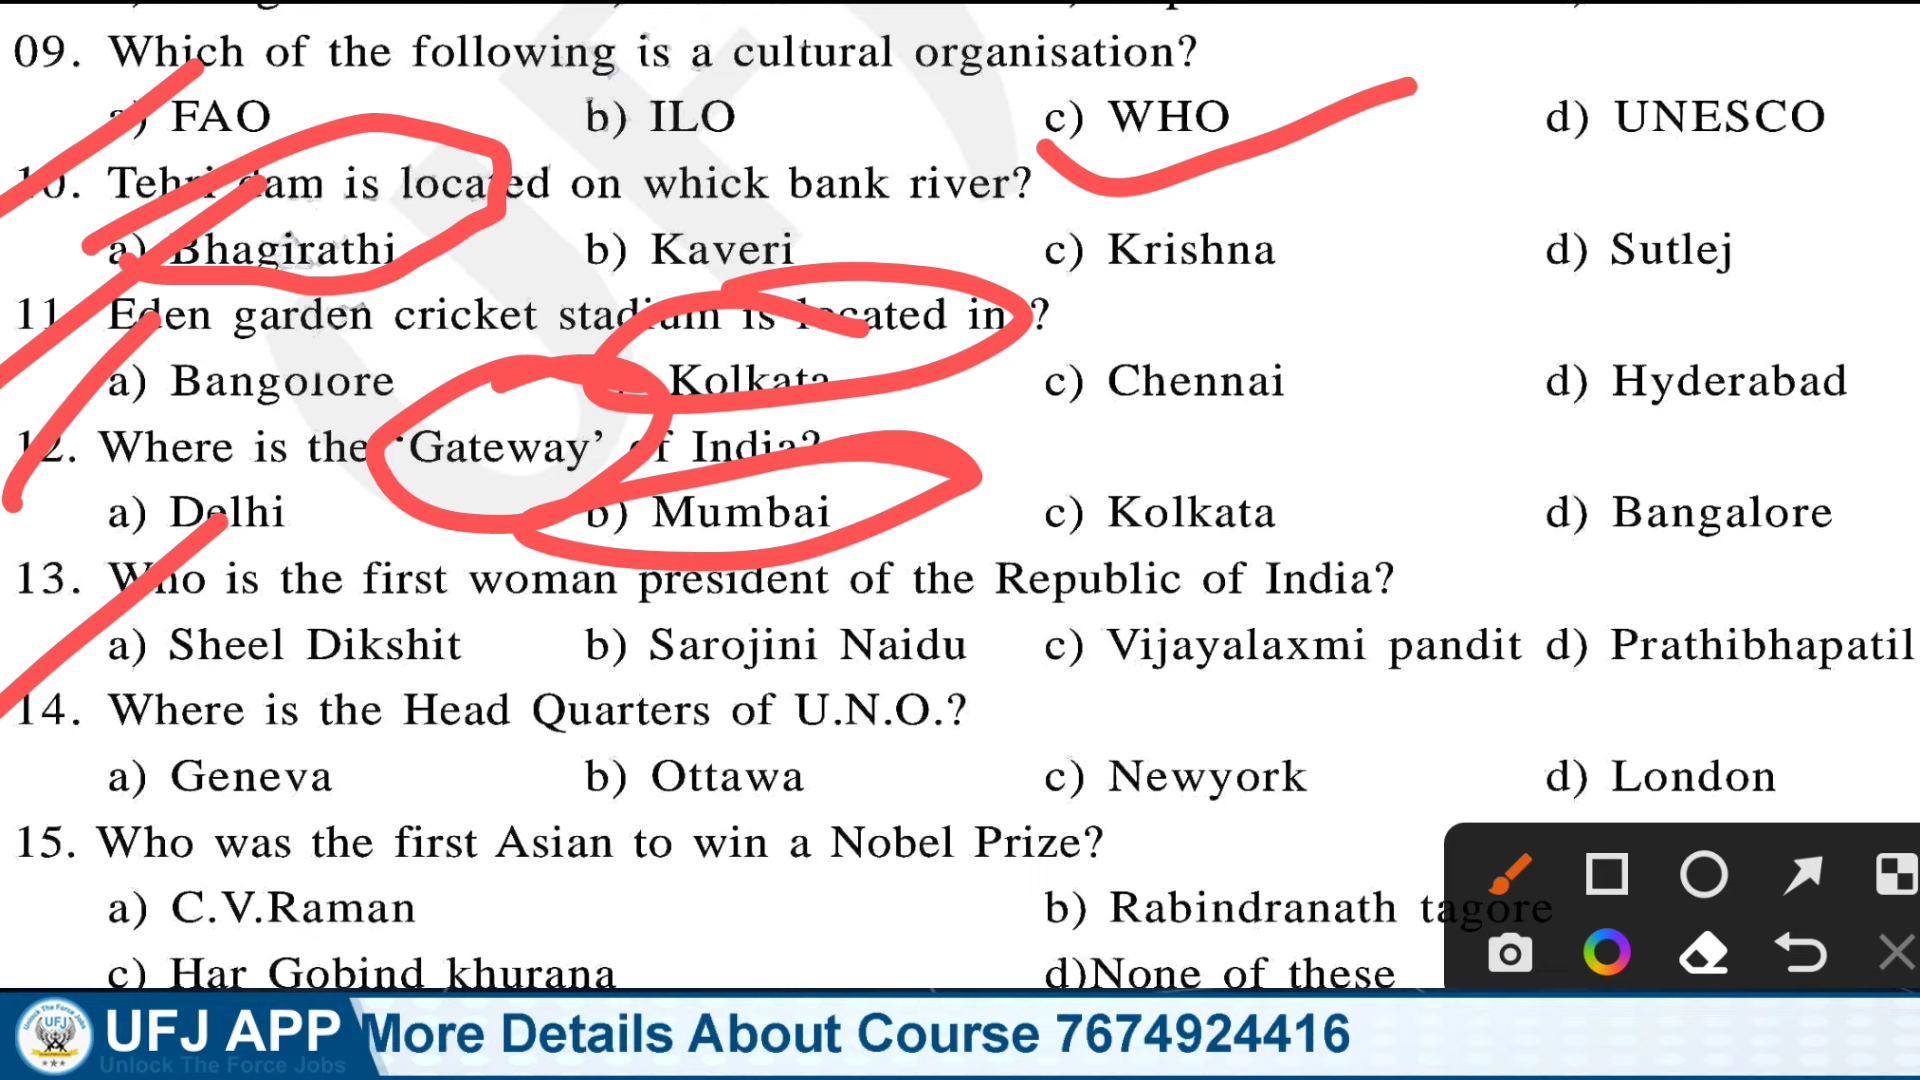 09. Which of the following is a cultural organisation?
a) FAO b) ILO c) WHO d) UNESCO
10. Tehri dam is located on whick bank river?
a) Bhagirathi b) Kaveri c) Krishna d) Sutlej
11. Eden garden cricket stadium is located in ?
a) Bangolore Kolkata c) Chennai d) Hyderabad
12. Where is the ‘Gateway’ of India?
a) Delhi b) Mumbai c) Kolkata d) Bangalore
13. Who is the first woman president of the Republic of India?
a) Sheel Dikshit b) Sarojini Naidu c) Vijayalaxmi pandit d) Prathibhapatil
14. Where is the Head Quarters of U.N.O.?
a) Geneva b) Ottawa c) Newyork d) London
15. Who was the first Asian to win a Nobel Prize?
a) C.V.Raman b) Rabindranath tagore
c) Har Gobind khurana d)None of these
UFJ APP More Details About Course 7674924416
Unlock The Force Jobs
UFJ